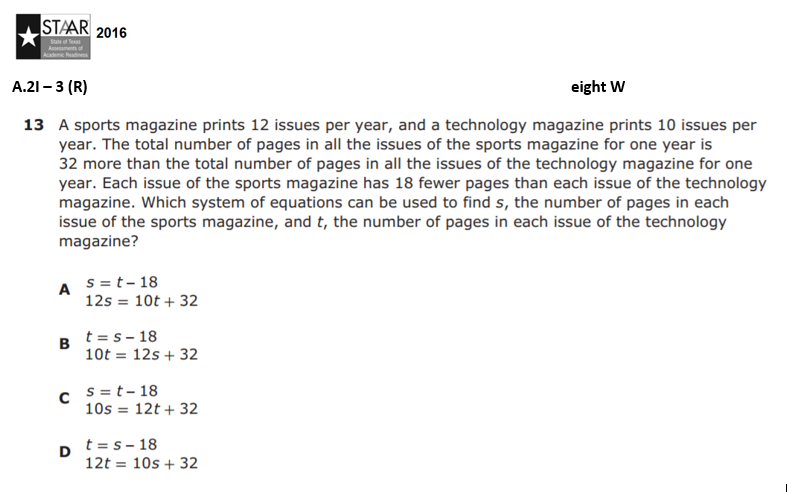 STAAR
State of Texas
Assessments of
Academic Readiness
2016
A.2I – 3 (R)
eight W
13 A sports magazine prints 12 issues per year, and a technology magazine prints 10 issues per
year. The total number of pages in all the issues of the sports magazine for one year is
32 more than the total number of pages in all the issues of the technology magazine for one
year. Each issue of the sports magazine has 18 fewer pages than each issue of the technology
magazine. Which system of equations can be used to find s, the number of pages in each
issue of the sports magazine, and t, the number of pages in each issue of the technology
magazine?
A s = t – 18
12s = 10t + 32
B t = s – 18
10t = 12s + 32
C s = t – 18
10s = 12t + 32
D t = s – 18
12t = 10s + 32